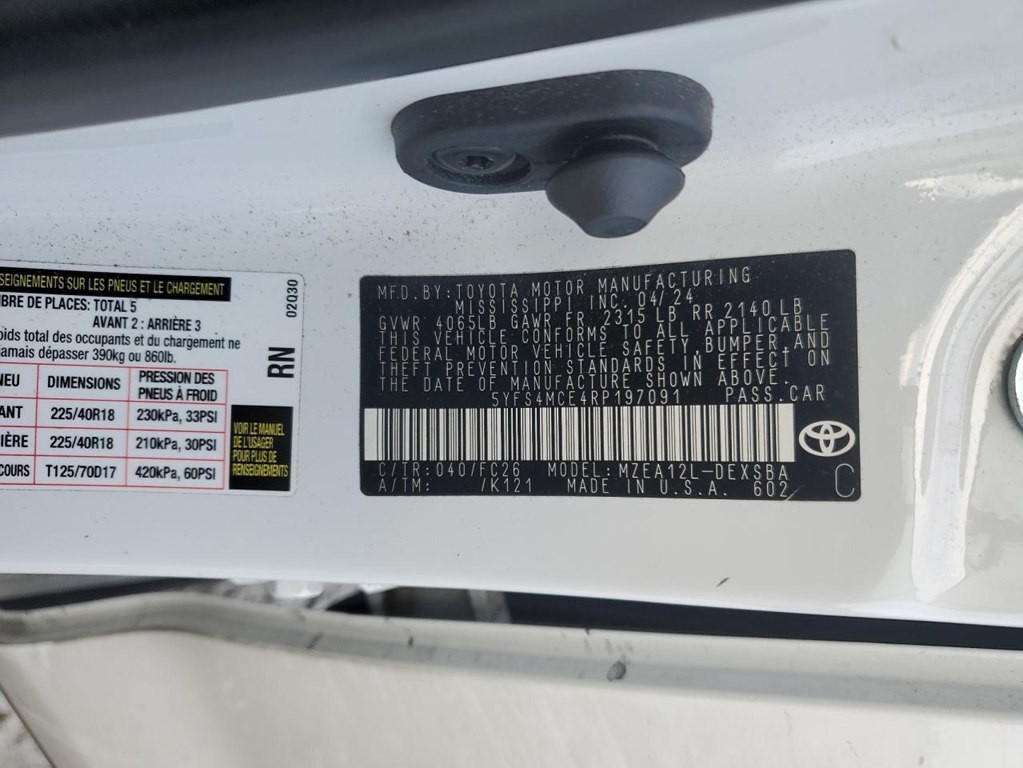 SEIGNEMENTS SUR LES PNEUS ET LE CHARGEMENT
MBRE DE PLACES: TOTAL 5
AVANT 2 : ARRIÈRE 3
oids total des occupants et du chargement ne
jamais dépasser 390kg ou 860lb.
NEU DIMENSIONS PRESSION DES PNEUS À FROID
ANT 225/40R18 230kPa, 33PSI
IÈRE 225/40R18 210kPa, 30PSI
COURS T125/70D17 420kPa, 60PSI
02Q30
RN
VOIR LE MANUEL
DE L'USAGER
POUR PLUS DE
RENSEIGNEMENTS
MFD.BY: TOYOTA MOTOR MANUFACTURING
MISSISSIPPI INC. 04/24
GVWR 4065LB GAWR FR 2315 LB RR 2140 LB
THIS VEHICLE CONFORMS TO ALL APPLICABLE
FEDERAL MOTOR VEHICLE SAFETY, BUMPER, AND
THEFT PREVENTION STANDARDS IN EFFECT ON
THE DATE OF MANUFACTURE SHOWN ABOVE.
5YFS4MCE4RP197091 PASS.CAR
C/TR: 040/FC26 MODEL: MZEA12L-DEXSBA
A/TM: /K121 MADE IN U.S.A. 602
C